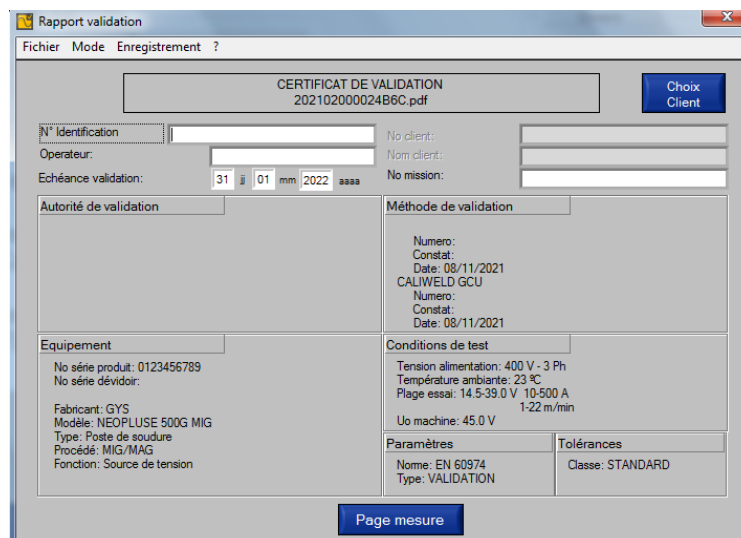 Rapport validation
Fichier Mode Enregistrement ?
CERTIFICAT DE VALIDATION
202102000024B6C.pdf
Choix
Client
N° Identification
No client:
Operateur:
Nom client:
Echéance validation: 31 jj 01 mm 2022 aaaa
No mission:
Autorité de validation
Méthode de validation
Numero:
Constat:
Date: 08/11/2021
CALIWELD GCU
Numero:
Constat:
Date: 08/11/2021
Equipement
No série produit: 0123456789
No série dévidoir:
Fabricant: GYS
Modèle: NEOPLUSE 500G MIG
Type: Poste de soudure
Procédé: MIG/MAG
Fonction: Source de tension
Conditions de test
Tension alimentation: 400 V - 3 Ph
Température ambiante: 23 ºC
Plage essai: 14.5-39.0 V 10-500 A
1-22 m/min
Uo machine: 45.0 V
Paramètres
Norme: EN 60974
Type: VALIDATION
Tolérances
Classe: STANDARD
Page mesure